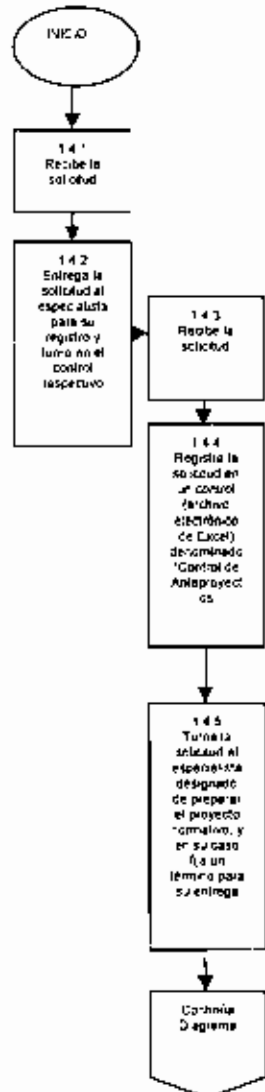 INICIO
1.4.1
Recibe la
solicitud
1.4.2
Entrega la
solicitud al
especialista
para su
registro y
turno en el
control
respectivo
1.4.3
Recibe la
solicitud
1.4.4
Registra la
solicitud en
un control
(archivo
electrónico
de Excel)
denominado
"Control de
Anteproyect
os
1.4.5
Turna la
solicitud al
especialista
designado
de preparar
el proyecto
normativo, y
en su caso
fija un
término para
su entrega
Continúa
Diagrama